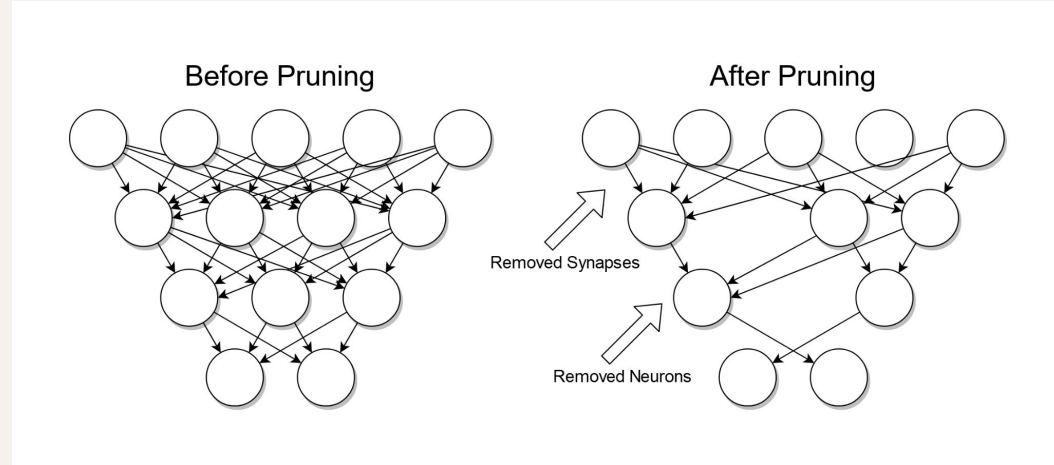 Before Pruning
After Pruning
Removed Synapses
Removed Neurons